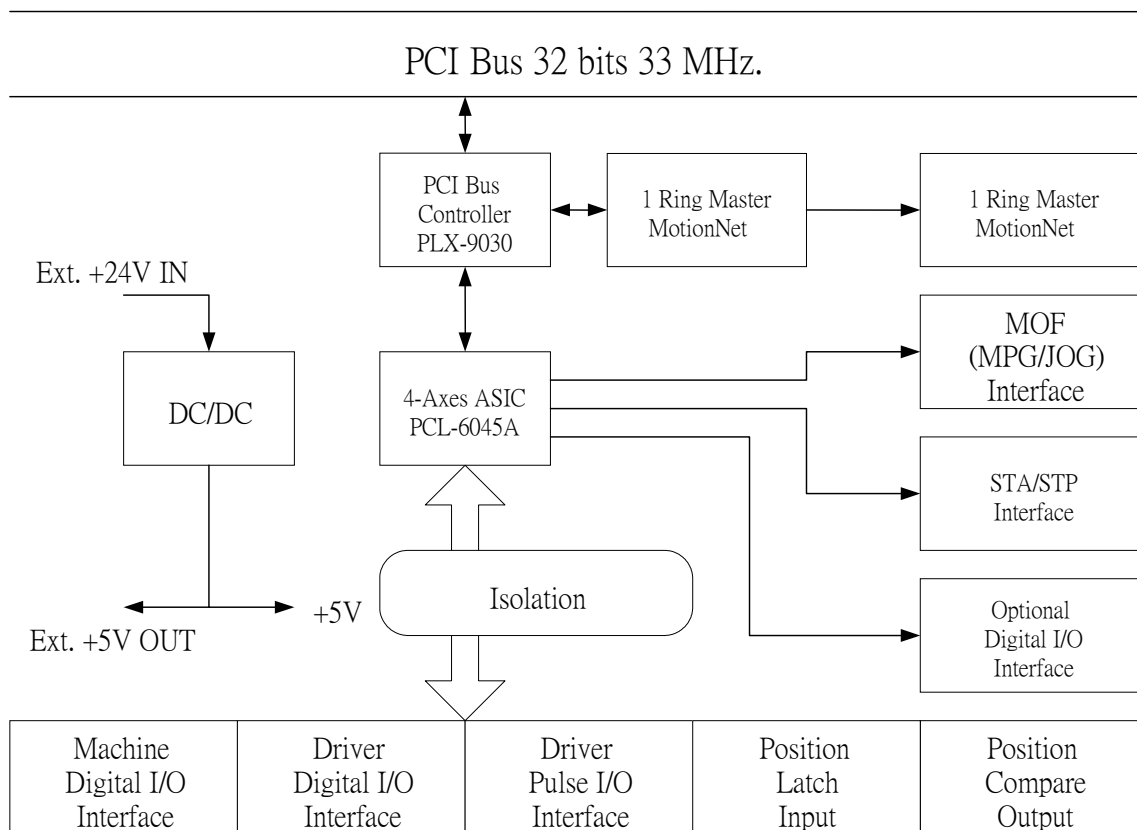 PCI Bus 32 bits 33 MHz.
PCI Bus
Controller
PLX-9030
1 Ring Master
MotionNet
1 Ring Master
MotionNet
Ext. +24V IN
DC/DC
4-Axes ASIC
PCL-6045A
MOF
(MPG/JOG)
Interface
STA/STP
Interface
Isolation
+5V
Ext. +5V OUT
Optional
Digital I/O
Interface
Machine
Digital I/O
Interface
Driver
Digital I/O
Interface
Driver
Pulse I/O
Interface
Position
Latch
Input
Position
Compare
Output